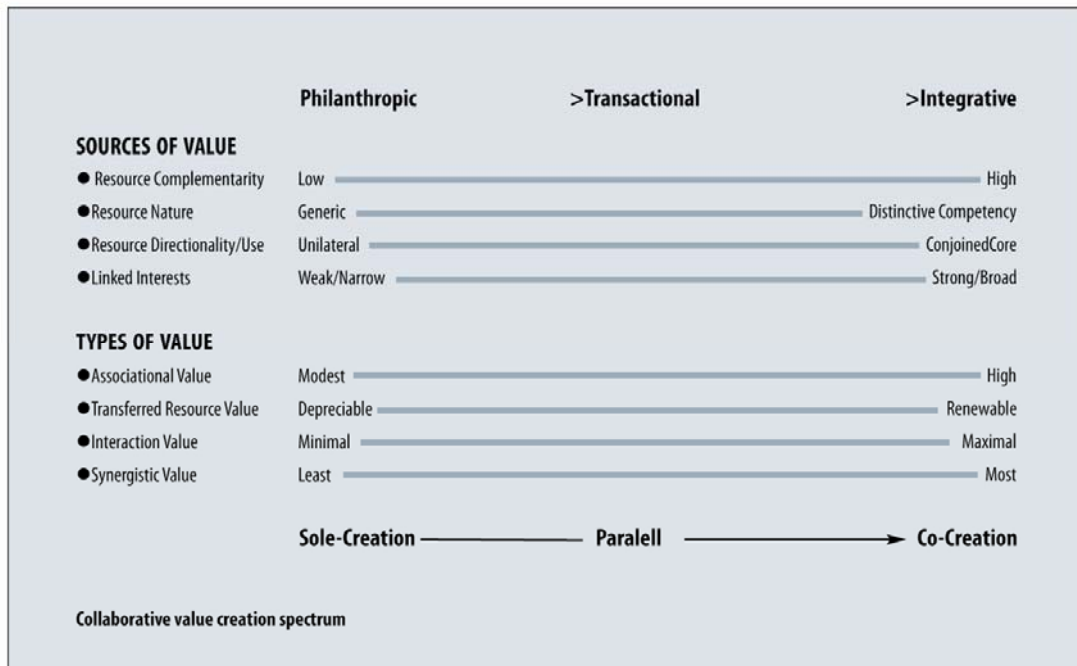 Philanthropic >Transactional >Integrative
SOURCES OF VALUE
● Resource Complementarity Low High
●Resource Nature Generic Distinctive Competency
●Resource Directionality/Use Unilateral ConjoinedCore
●Linked Interests Weak/Narrow Strong/Broad
TYPES OF VALUE
●Associational Value Modest High
●Transferred Resource Value Depreciable Renewable
●Interaction Value Minimal Maximal
●Synergistic Value Least Most
Sole-Creation Paralell Co-Creation
Collaborative value creation spectrum